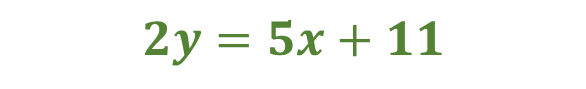 2y = 5x + 11